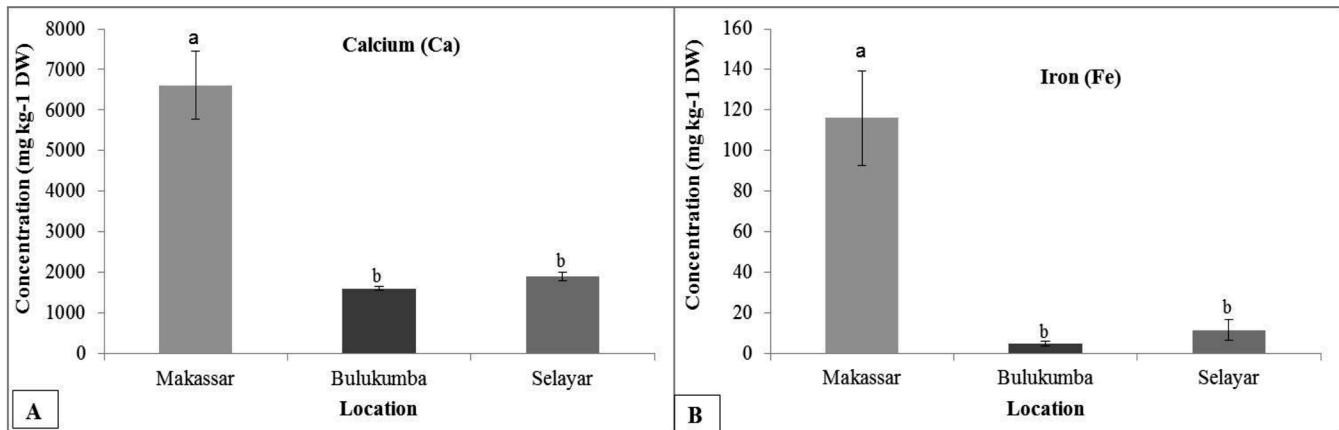 Calcium (Ca)
Concentration (mg kg-1 DW)
8000
7000
6000
5000
4000
3000
2000
1000
0
a
b
b
Makassar
Bulukumba
Selayar
Location
A
Iron (Fe)
Concentration (mg kg-1 DW)
160
140
120
100
80
60
40
20
0
a
b
b
Makassar
Bulukumba
Selayar
Location
B